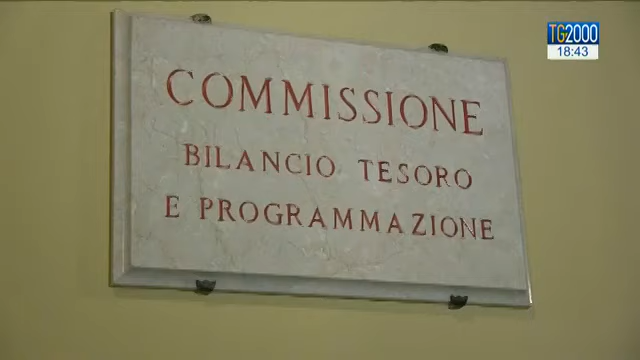 TG2000
18:43
COMMISSIONE
BILANCIO TESORO
E PROGRAMMAZIONE